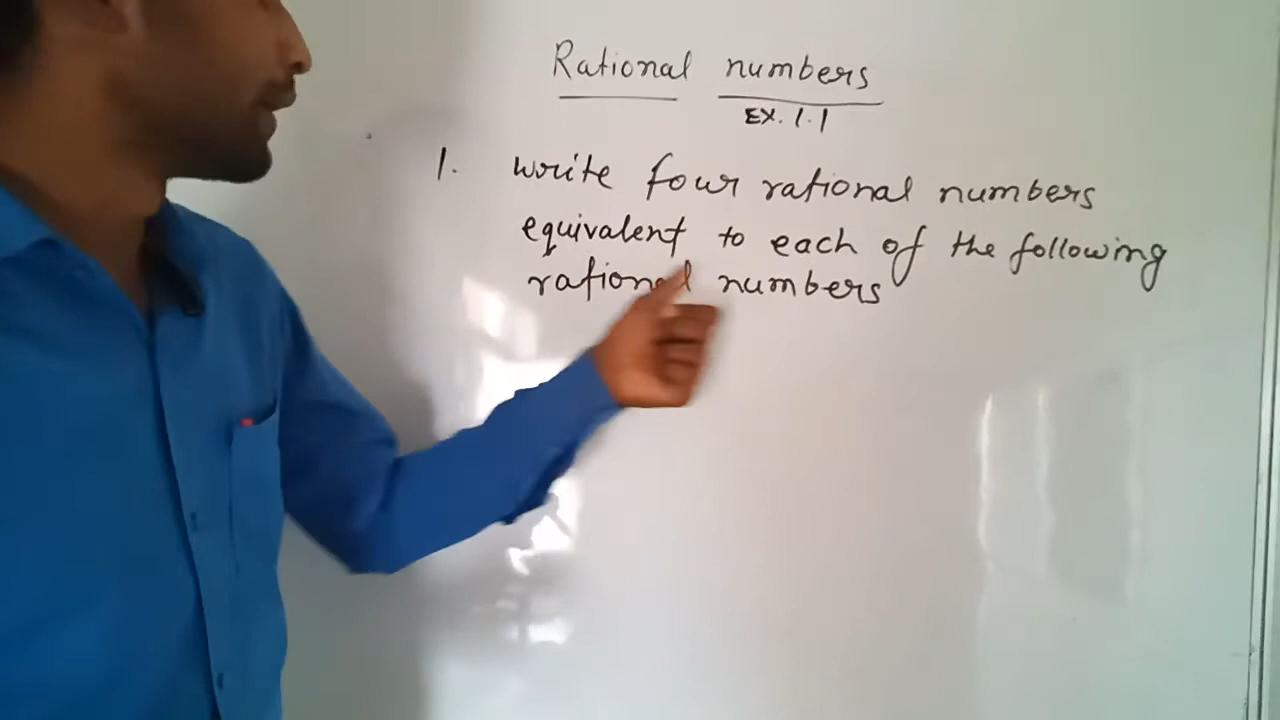 Rational numbers
EX. 1.1
1. write four rational numbers
equivalent to each of the following
rational numbers